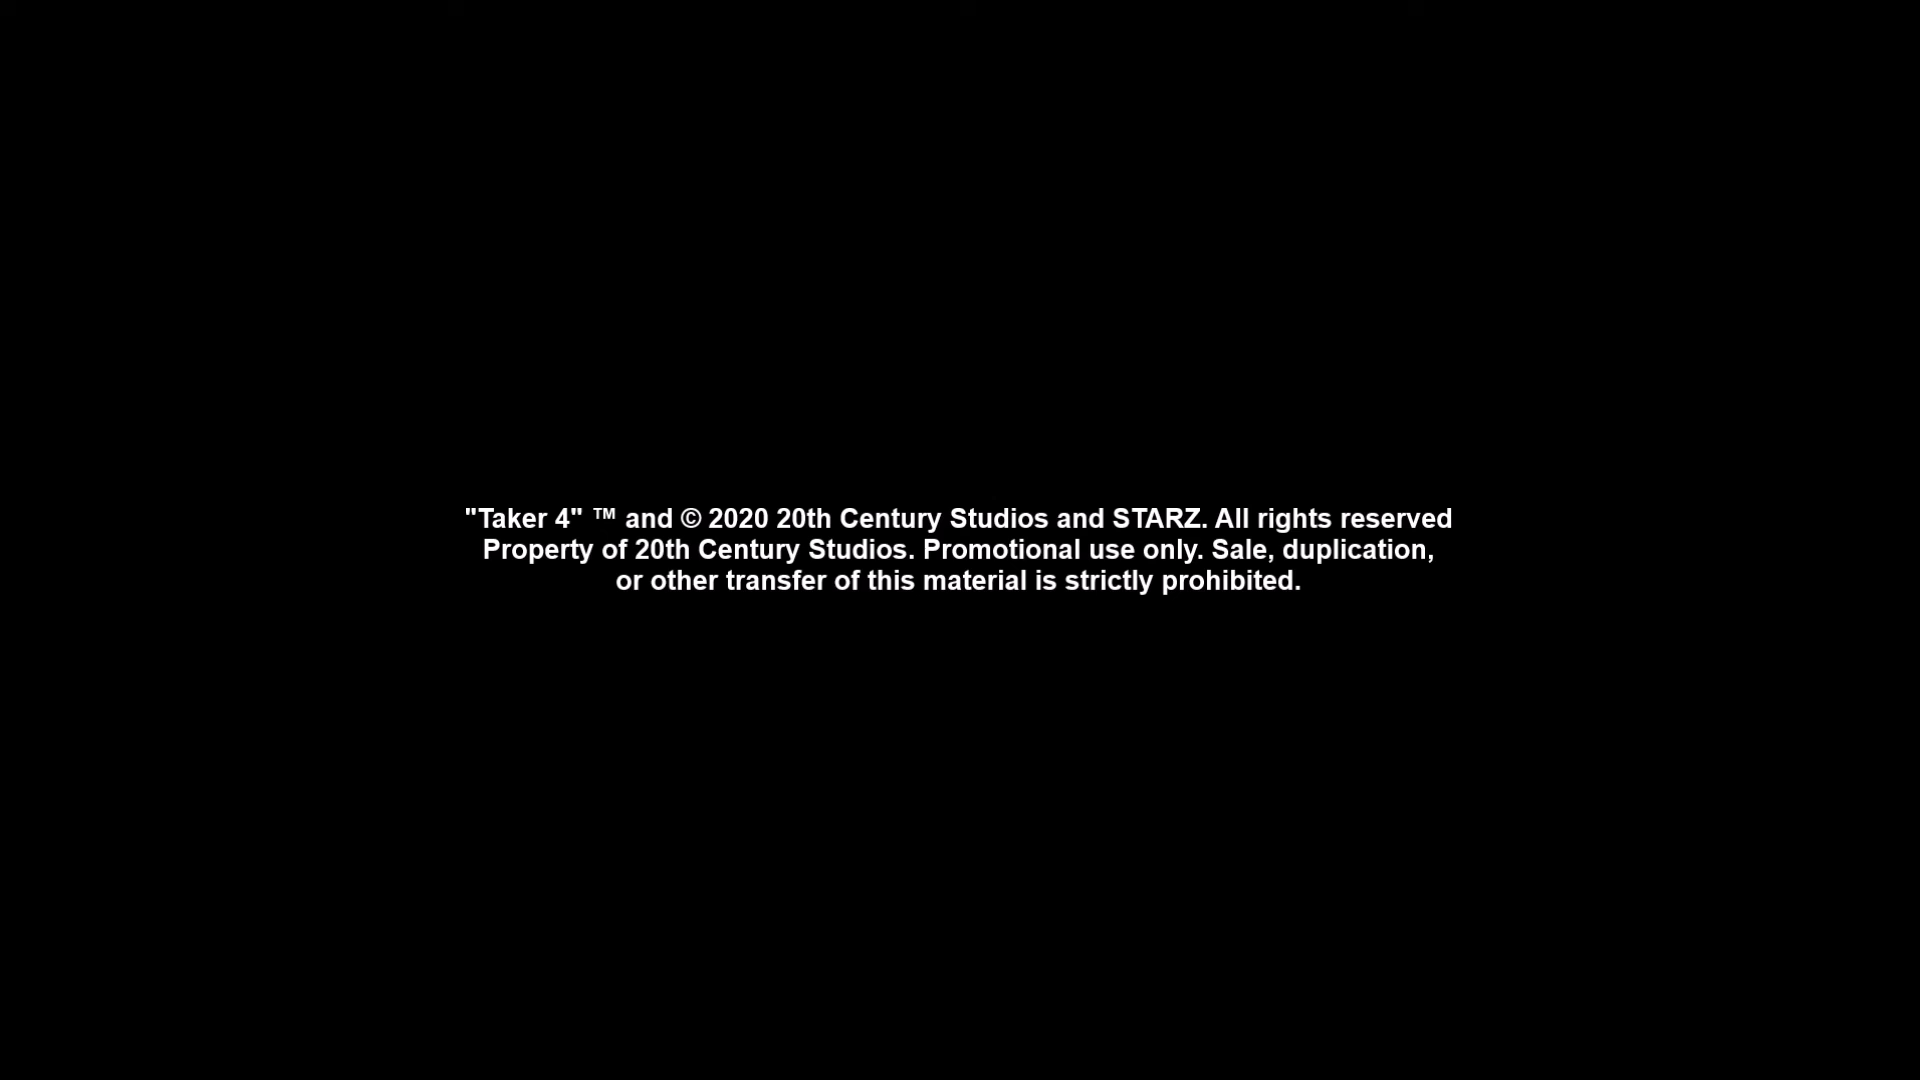 "Taker 4" ™ and © 2020 20th Century Studios and STARZ. All rights reserved
Property of 20th Century Studios. Promotional use only. Sale, duplication,
or other transfer of this material is strictly prohibited.